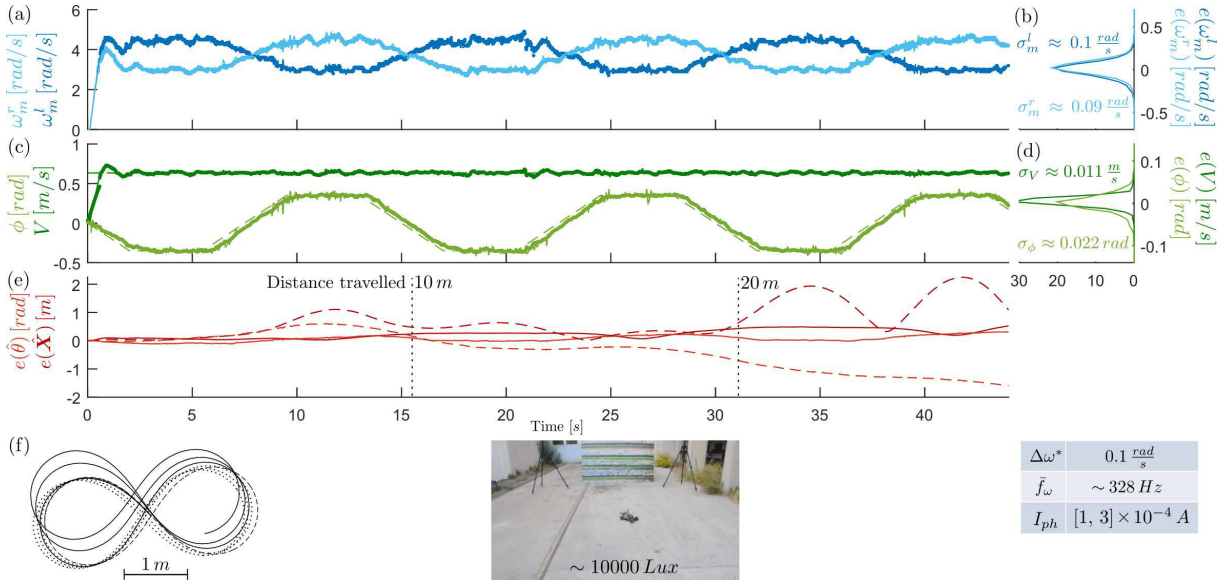 (a)
ω_m^r [rad/s]
ω_m^l [rad/s]
6
4
2
0
(b)
σ_m^l ≈ 0.1 rad/s
σ_m^r ≈ 0.09 rad/s
0.5
0
-0.5
e(ω_m^l) [rad/s]
e(ω_m^r) [rad/s]
(c)
ϕ [rad]
V [m/s]
1
0.5
0
-0.5
(d)
σ_V ≈ 0.011 m/s
σ_ϕ ≈ 0.022 rad
0.1
0
-0.1
30 20 10 0
e(V) [m/s]
e(ϕ) [rad]
(e)
e(θ̂) [rad]
e(X̂) [m]
2
1
0
-1
-2
Distance travelled 10 m
20 m
0 5 10 15 20 25 30 35 40
Time [s]
(f)
1 m
~ 10000 Lux
Δω* 0.1 rad/s
f̄_ω ~ 328 Hz
I_ph [1, 3]×10⁻⁴ A